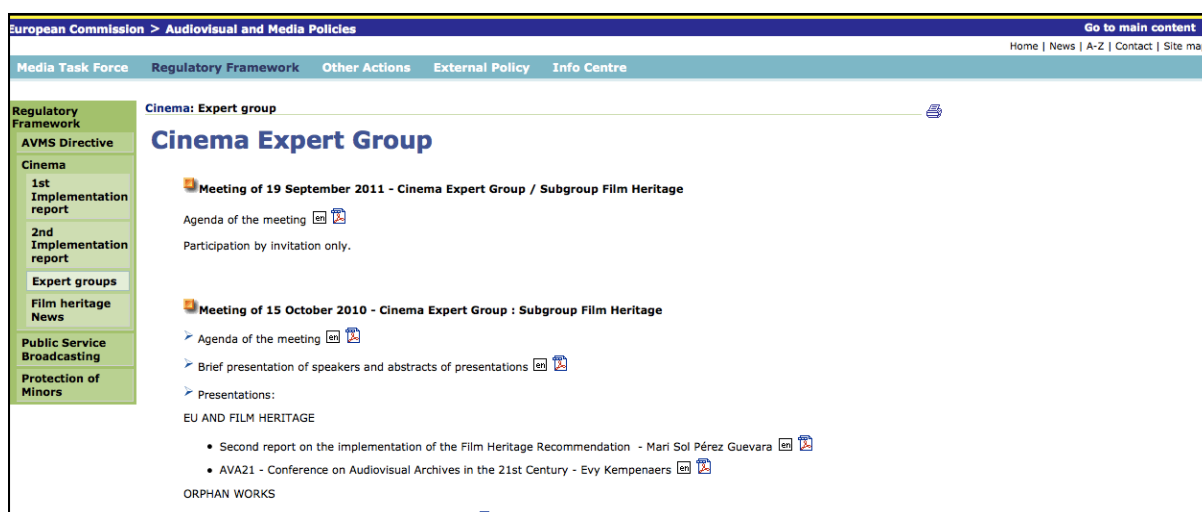 European Commission > Audiovisual and Media Policies
Go to main content
Home | News | A-Z | Contact | Site ma
Media Task Force Regulatory Framework Other Actions External Policy Info Centre
Regulatory
Framework
AVMS Directive
Cinema
1st
Implementation
report
2nd
Implementation
report
Expert groups
Film heritage
News
Public Service
Broadcasting
Protection of
Minors
Cinema: Expert group
Cinema Expert Group
Meeting of 19 September 2011 - Cinema Expert Group / Subgroup Film Heritage
Agenda of the meeting en
Participation by invitation only.
Meeting of 15 October 2010 - Cinema Expert Group : Subgroup Film Heritage
Agenda of the meeting en
Brief presentation of speakers and abstracts of presentations en
Presentations:
EU AND FILM HERITAGE
• Second report on the implementation of the Film Heritage Recommendation - Mari Sol Pérez Guevara en
• AVA21 - Conference on Audiovisual Archives in the 21st Century - Evy Kempenaers en
ORPHAN WORKS